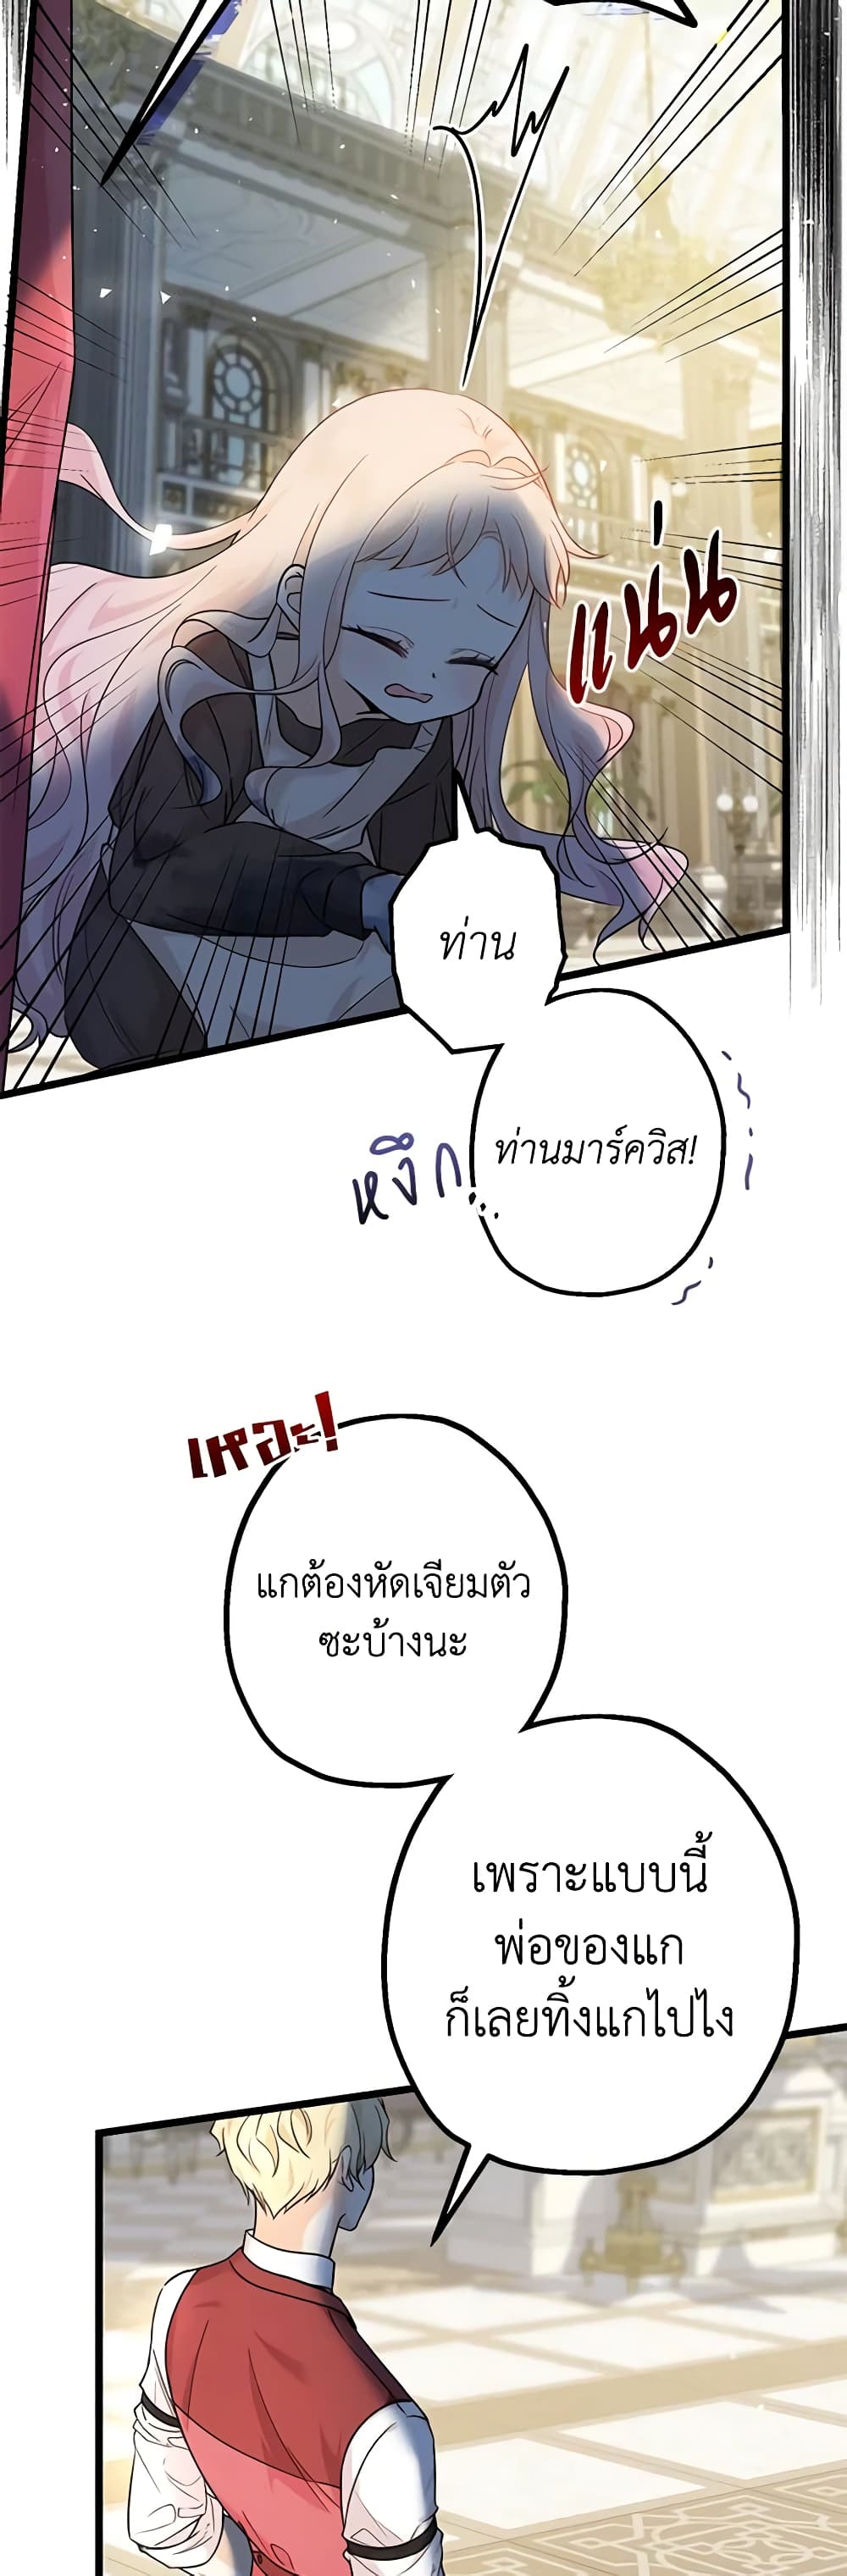 แน่น
ท่าน
ท่านมาร์ควิส!
หงึก...
เหอะ!
แกต้องหัดเจียมตัว
ซะบ้างนะ
เพราะแบบนี้
พ่อของแก
ก็เลยทิ้งแกไปไง